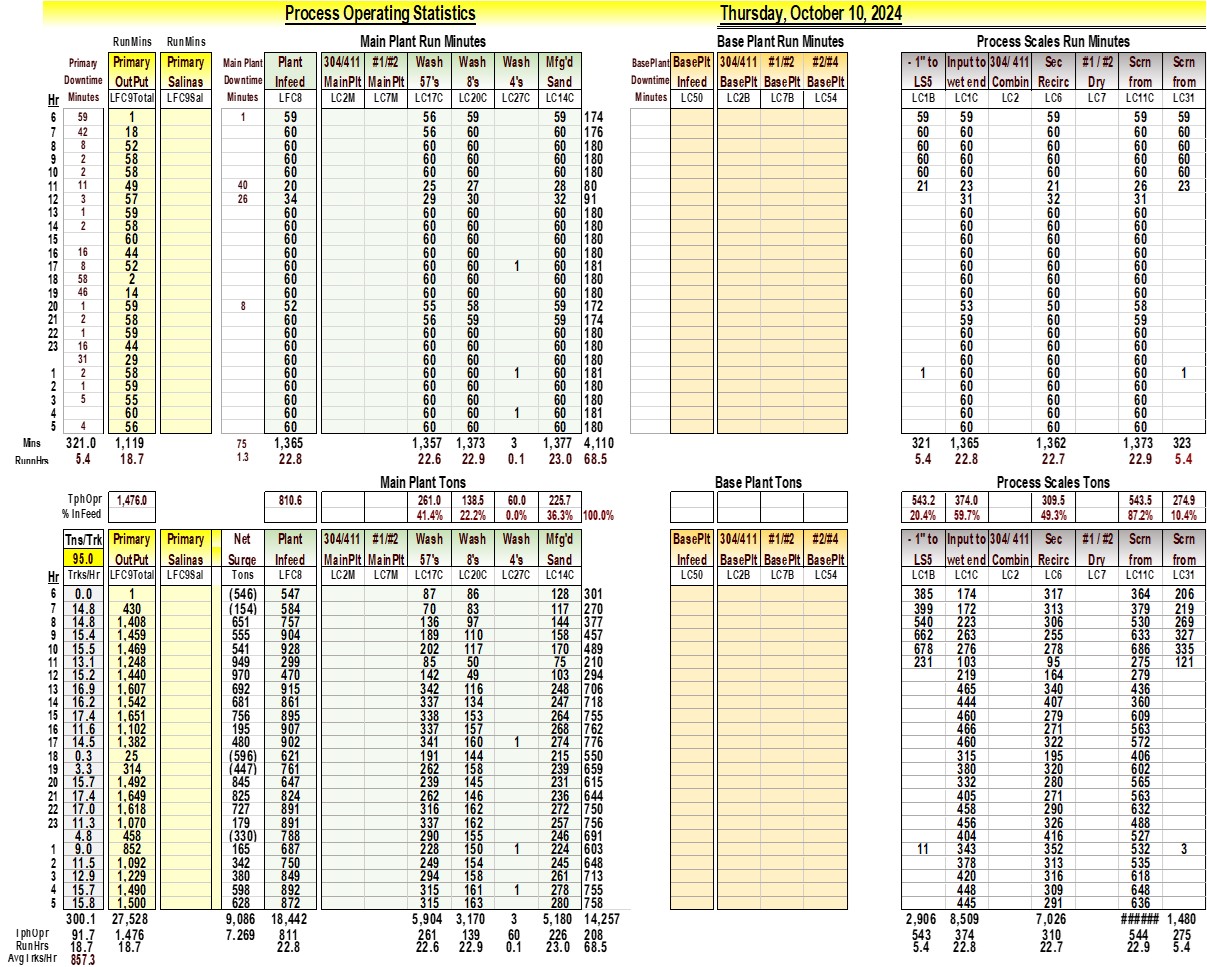 Process Operating Statistics Thursday, October 10, 2024
RunMins RunMins Main Plant Run Minutes Base Plant Run Minutes Process Scales Run Minutes
Primary Primary Primary Main Plant Plant 304/411 #1/#2 Wash Wash Wash Mfg'd BasePlant BasePlt 304/411 #1/#2 #2/#4 - 1" to Input to 304/ 411 Sec #1 / #2 Scrn Scrn
Downtime OutPut Salinas Downtime Infeed MainPlt MainPlt 57's 8's 4's Sand Downtime Infeed BasePlt BasePlt BasePlt LS5 wet end Combin Recirc Dry from from
Hr Minutes LFC9Total LFC9Sal Minutes LFC8 LC2M LC7M LC17C LC20C LC27C LC14C Minutes LC50 LC2B LC7B LC54 LC1B LC1C LC2 LC6 LC7 LC11C LC31
6 59 1 1 59 56 59 59 174 59 59 59 59 59
7 42 18 60 56 60 60 176 60 60 60 60 60
8 8 52 60 60 60 60 180 60 60 60 60 60
9 2 58 60 60 60 60 180 60 60 60 60 60
10 2 58 60 60 60 60 180 60 60 60 60 60
11 11 49 40 20 25 27 28 80 21 23 21 26 23
12 3 57 26 34 29 30 32 91 31 32 31
13 1 59 60 60 60 60 180 60 60 60
14 2 58 60 60 60 60 180 60 60 60
15 60 60 60 60 60 180 60 60 60
16 16 44 60 60 60 60 180 60 60 60
17 8 52 60 60 60 1 60 181 60 60 60
18 58 2 60 60 60 60 180 60 60 60
19 46 14 60 60 60 60 180 60 60 60
20 1 59 8 52 55 58 59 172 53 50 58
21 2 58 60 56 59 60 174 60 59 59
22 1 59 60 60 60 60 180 60 60 60
23 16 44 60 60 60 60 180 60 60 60
31 29 60 60 60 60 180 60 60 60
1 2 58 60 60 60 1 60 181 1 60 60 60 1
2 1 59 60 60 60 60 180 60 60 60
3 5 55 60 60 60 60 180 60 60 60
4 60 60 60 60 1 60 181 60 60 60
5 4 56 60 60 60 60 180 60 60 60
Mins 321.0 1,119 75 1,365 1,357 1,373 3 1,377 4,110 321 1,365 1,362 1,373 323
RunnHrs 5.4 18.7 1.3 22.8 22.6 22.9 0.1 23.0 68.5 5.4 22.8 22.7 22.9 5.4
Main Plant Tons Base Plant Tons Process Scales Tons
TphOpr 1,476.0 810.6 261.0 138.5 60.0 225.7 543.2 374.0 309.5 543.5 274.9
% InFeed 41.4% 22.2% 0.0% 36.3% 100.0% 20.4% 59.7% 49.3% 87.2% 10.4%
Tns/Trk Primary Primary Net Plant 304/411 #1/#2 Wash Wash Wash Mfg'd BasePlt 304/411 #1/#2 #2/#4 - 1" to Input to 304/ 411 Sec #1 / #2 Scrn Scrn
95.0 OutPut Salinas Surge Infeed MainPlt MainPlt 57's 8's 4's Sand Infeed BasePlt BasePlt BasePlt LS5 wet end Combin Recirc Dry from from
Hr Trks/Hr LFC9Total LFC9Sal Tons LFC8 LC2M LC7M LC17C LC20C LC27C LC14C LC50 LC2B LC7B LC54 LC1B LC1C LC2 LC6 LC7 LC11C LC31
6 0.0 1 (546) 547 87 86 128 301 385 174 317 364 206
7 14.8 430 (154) 584 70 83 117 270 399 172 313 379 219
8 14.8 1,408 651 757 136 97 144 377 540 223 306 530 269
9 15.4 1,459 555 904 189 110 158 457 662 263 255 633 327
10 15.5 1,469 541 928 202 117 170 489 678 276 278 686 335
11 13.1 1,248 949 299 85 50 75 210 231 103 95 275 121
12 15.2 1,440 970 476 142 49 103 294 219 164 279
13 16.9 1,607 692 915 342 116 248 706 465 340 436
14 16.2 1,542 681 861 337 134 247 718 444 407 360
15 17.4 1,651 756 895 338 153 264 755 460 279 609
16 11.6 1,102 195 907 337 157 268 762 466 271 563
17 14.5 1,382 480 902 341 160 1 274 776 460 322 572
18 0.3 25 (596) 621 191 144 215 550 315 195 406
19 3.3 314 (447) 761 262 158 239 659 380 320 602
20 15.7 1,492 845 647 239 145 231 615 332 280 565
21 17.4 1,649 825 824 262 146 236 644 405 271 563
22 17.0 1,618 727 891 316 162 272 750 458 290 632
23 11.3 1,070 179 891 337 162 257 756 456 326 488
4.8 458 (330) 788 290 155 246 691 404 416 527
1 9.0 852 165 687 228 150 1 224 603 11 343 352 532 3
2 11.5 1,092 342 750 249 154 245 648 378 313 535
3 12.9 1,229 380 849 294 158 261 713 420 316 618
4 15.7 1,490 598 892 315 161 1 278 755 448 309 648
5 15.8 1,500 628 872 315 163 280 758 445 291 636
300.1 27,528 9,086 18,442 5,904 3,170 3 5,180 14,257 2,906 8,509 7,026 ###### 1,480
TphOpr 91.7 1.476 7.269 811 261 139 60 226 208 543 374 310 544 275
RunHrs 18.7 18.7 22.8 22.6 22.9 0.1 23.0 68.5 5.4 22.8 22.7 22.9 5.4
AvgTrks/Hr 857.3